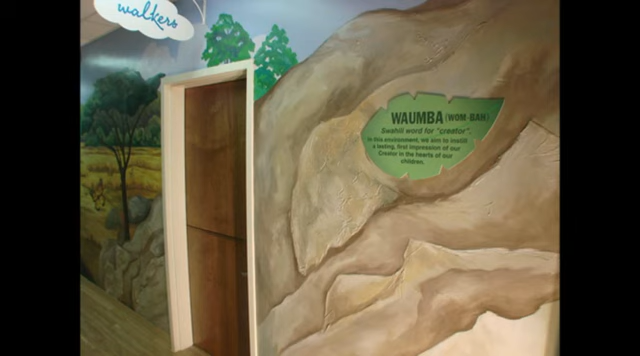 walkers
WAUMBA (WOM-BAH)
Swahili word for "creator".
In this environment, we aim to instill
a lasting, first impression of our
Creator in the hearts of our
children.